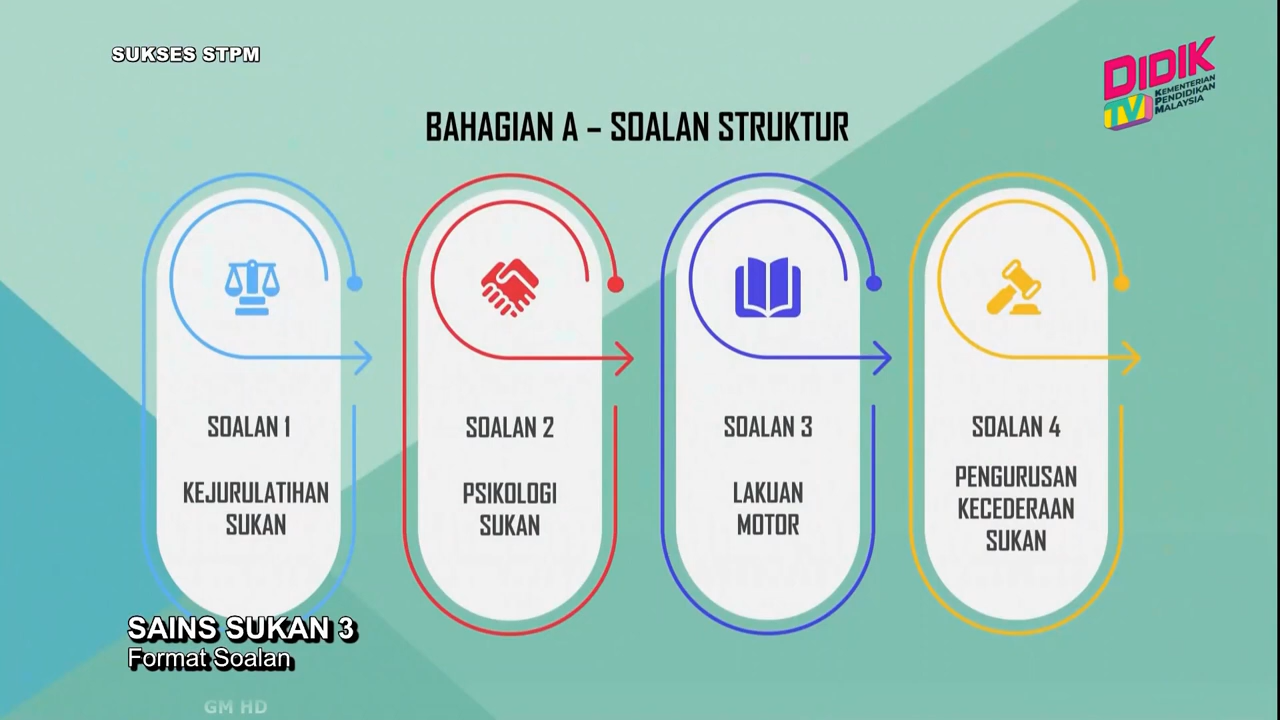 SUKSES STPM
DIDIK
TV
KEMENTERIAN
PENDIDIKAN
MALAYSIA
BAHAGIAN A – SOALAN STRUKTUR
SOALAN 1
KEJURULATIHAN
SUKAN
SOALAN 2
PSIKOLOGI
SUKAN
SOALAN 3
LAKUAN
MOTOR
SOALAN 4
PENGURUSAN
KECEDERAAN
SUKAN
SAINS SUKAN 3
Format Soalan
GM HD